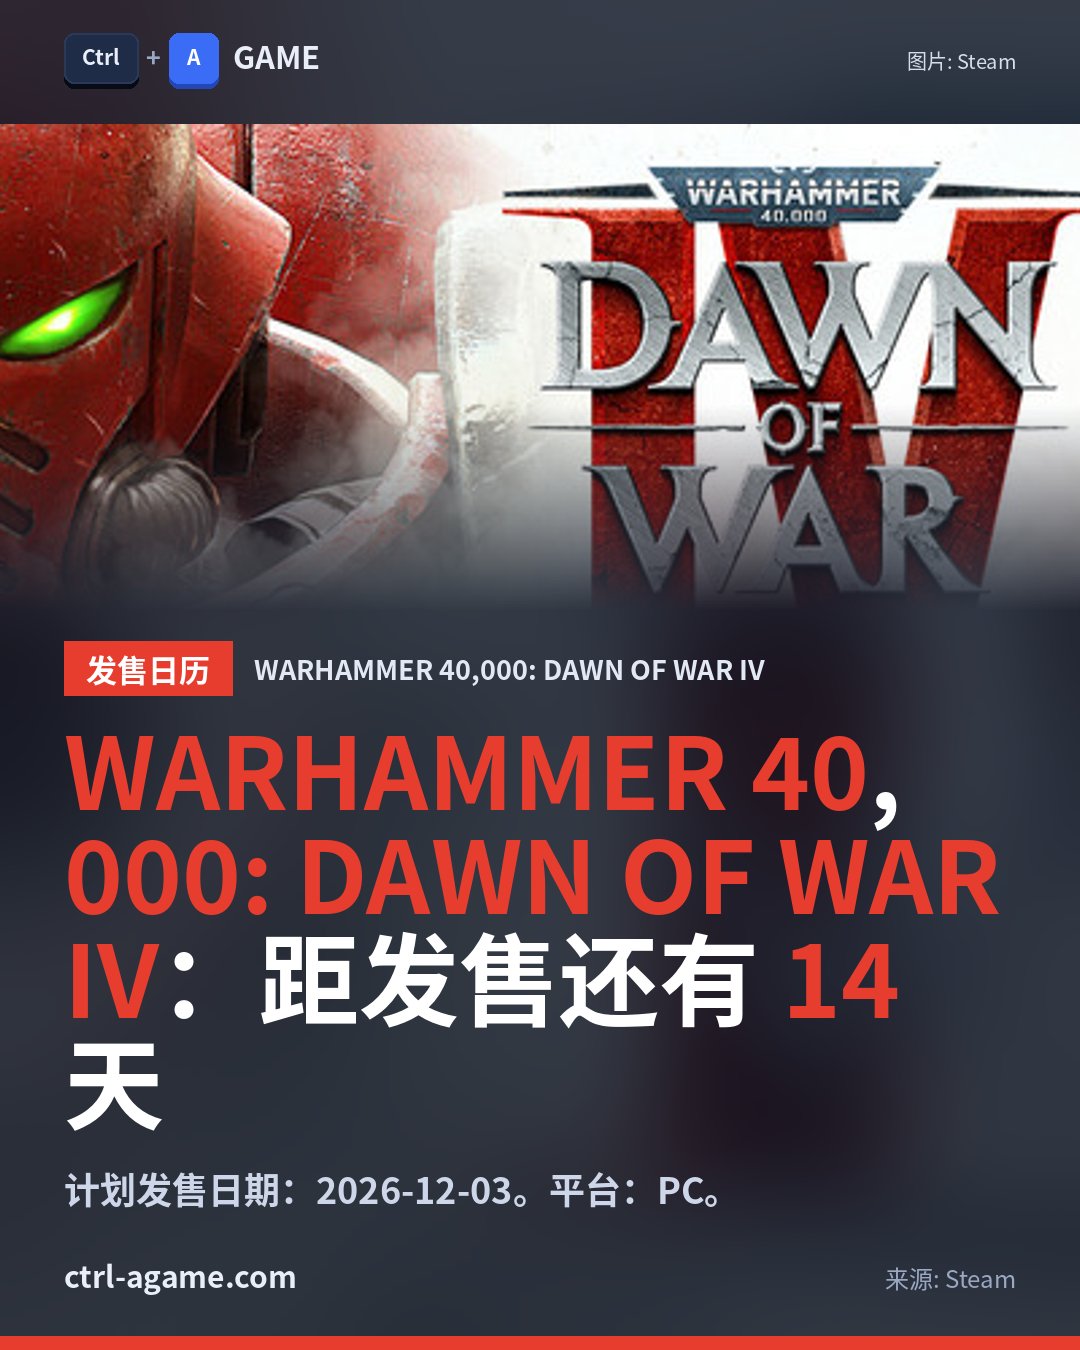 Ctrl + A GAME
图片: Steam
WARHAMMER
40,000
DAWN
OF
WAR
发售日历 WARHAMMER 40,000: DAWN OF WAR IV
WARHAMMER 40,
000: DAWN OF WAR
IV：距发售还有 14
天
计划发售日期：2026-12-03。平台：PC。
ctrl-agame.com
来源: Steam